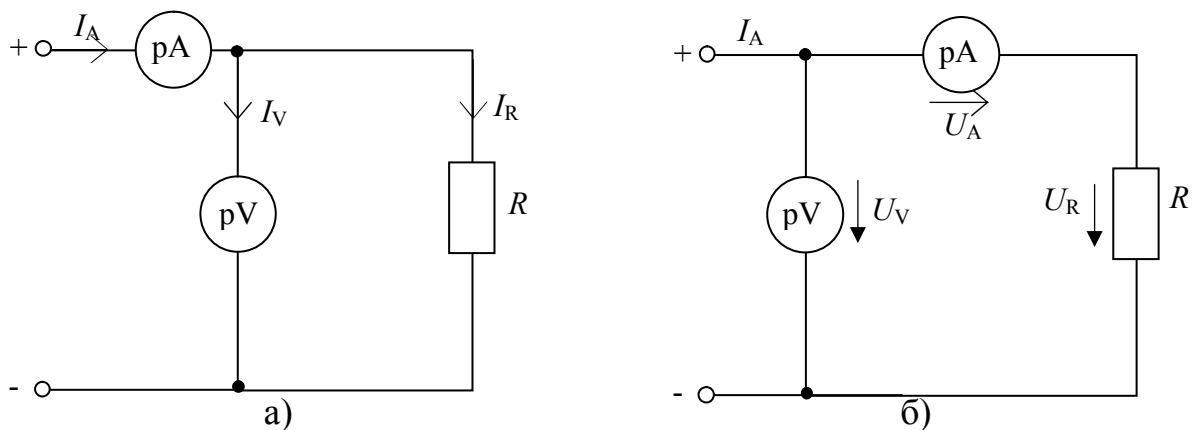 + I_A pA
I_V I_R
pV R
-
а)
+ I_A pA
U_A
pV U_V U_R R
-
б)